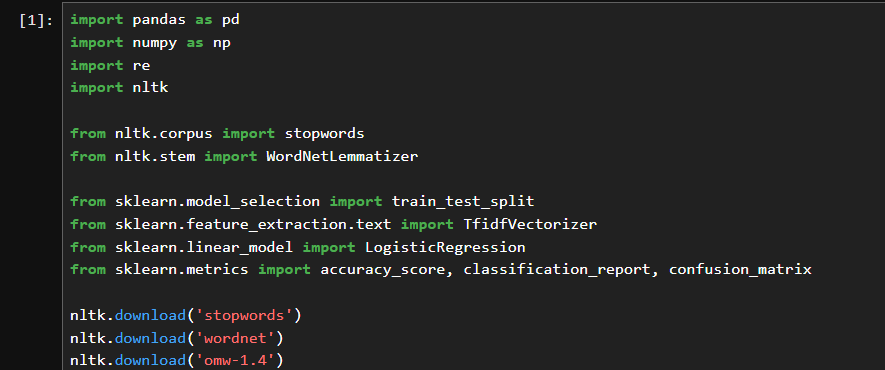 [1]:
import pandas as pd
import numpy as np
import re
import nltk
from nltk.corpus import stopwords
from nltk.stem import WordNetLemmatizer
from sklearn.model_selection import train_test_split
from sklearn.feature_extraction.text import TfidfVectorizer
from sklearn.linear_model import LogisticRegression
from sklearn.metrics import accuracy_score, classification_report, confusion_matrix
nltk.download('stopwords')
nltk.download('wordnet')
nltk.download('omw-1.4')